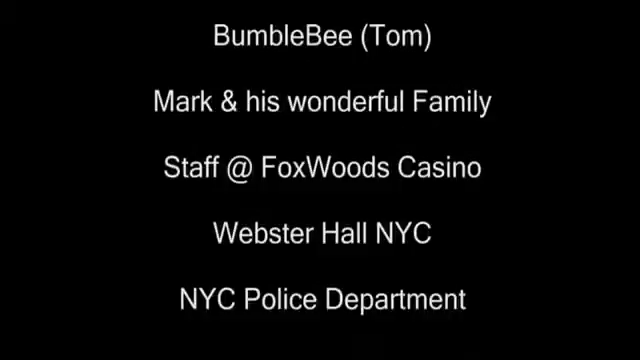 BumbleBee (Tom)
Mark & his wonderful Family
Staff @ FoxWoods Casino
Webster Hall NYC
NYC Police Department